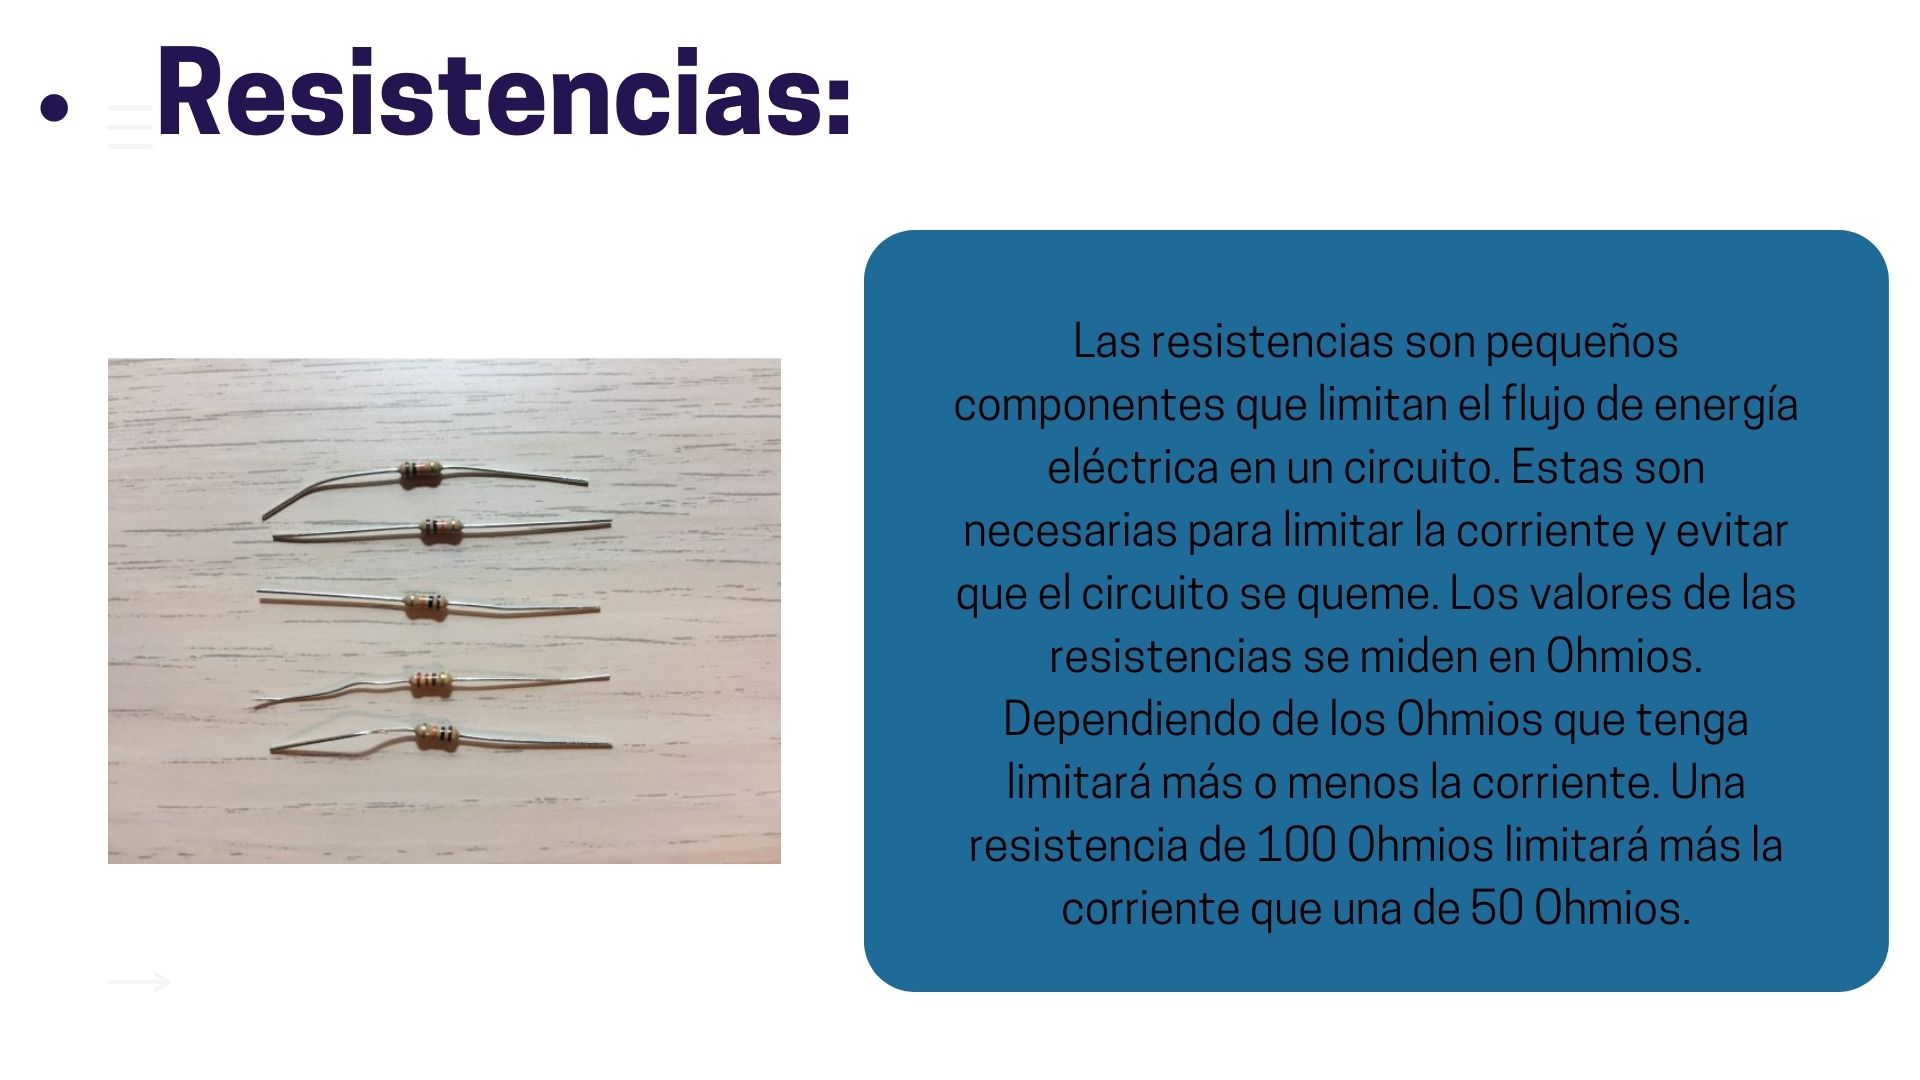 • Resistencias:
Las resistencias son pequeños
componentes que limitan el flujo de energía
eléctrica en un circuito. Estas son
necesarias para limitar la corriente y evitar
que el circuito se queme. Los valores de las
resistencias se miden en Ohmios.
Dependiendo de los Ohmios que tenga
limitará más o menos la corriente. Una
resistencia de 100 Ohmios limitará más la
corriente que una de 50 Ohmios.